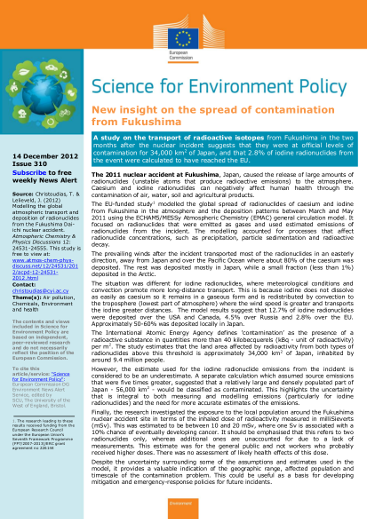 European
Commission
Science for Environment Policy
New insight on the spread of contamination
from Fukushima
14 December 2012
Issue 310
Subscribe to free
weekly News Alert
Source: Christoudias, T. &
Lelieveld, J. (2012)
Modelling the global
atmospheric transport and
deposition of radionuclides
from the Fukushima Dai-
ichi nuclear accident.
Atmospheric Chemistry &
Physics Discussions 12:
24531-24555. This study is
free to view at:
www.atmos-chem-phys-
discuss.net/12/24531/201
2/acpd-12-24531-
2012.html
Contact:
christoudias@cyi.ac.cy
Theme(s): Air pollution,
Chemicals, Environment
and health
The contents and views
included in Science for
Environment Policy are
based on independent,
peer-reviewed research
and do not necessarily
reflect the position of the
European Commission.
To cite this
article/service: "Science
for Environment Policy":
European Commission DG
Environment News Alert
Service, edited by
SCU, The University of the
West of England, Bristol.
1. The research leading to these
results received funding from the
European Research Council
under the European Union's
Seventh Framework Programme
(FP7/2007-2013)/ERC grant
A study on the transport of radioactive isotopes from Fukushima in the two
months after the nuclear incident suggests that they were at official levels of
contamination for 34,000 km² of Japan, and that 2.8% of iodine radionuclides from
the event were calculated to have reached the EU.
The 2011 nuclear accident at Fukushima, Japan, caused the release of large amounts of
radionuclides (unstable atoms that produce radioactive emissions) to the atmosphere.
Caesium and iodine radionuclides can negatively affect human health through the
contamination of air, water, soil and agricultural products.
The EU-funded study¹ modelled the global spread of radionuclides of caesium and iodine
from Fukushima in the atmosphere and the deposition patterns between March and May
2011 using the ECHAM5/MESSy Atmospheric Chemistry (EMAC) general circulation model. It
focused on radionuclides that were emitted as gases and used estimated emissions of
radionuclides from the incident. The modelling accounted for processes that affect
radionuclide concentrations, such as precipitation, particle sedimentation and radioactive
decay.
The prevailing winds after the incident transported most of the radionuclides in an easterly
direction, away from Japan and over the Pacific Ocean where about 80% of the caesium was
deposited. The rest was deposited mostly in Japan, while a small fraction (less than 1%)
deposited in the Arctic.
The situation was different for iodine radionuclides, where meteorological conditions and
convection promote more long-distance transport. This is because iodine does not dissolve
as easily as caesium so it remains in a gaseous form and is redistributed by convection to
the troposphere (lowest part of atmosphere) where the wind speed is greater and transports
the iodine greater distances. The model results suggest that 12.7% of iodine radionuclides
were deposited over the USA and Canada, 4.5% over Russia and 2.8% over the EU.
Approximately 50-60% was deposited locally in Japan.
The International Atomic Energy Agency defines 'contamination' as the presence of a
radioactive substance in quantities more than 40 kilobecquerels (kBq - unit of radioactivity)
per m². The study estimates that the land area affected by radioactivity from both types of
radionuclides above this threshold is approximately 34,000 km² of Japan, inhabited by
around 9.4 million people.
However, the estimate used for the iodine radionuclide emissions from the incident is
considered to be an underestimate. A separate calculation which assumed source emissions
that were five times greater, suggested that a relatively large and densely populated part of
Japan - 56,000 km² - would be classified as contaminated. This highlights the uncertainty
that is integral to both measuring and modelling emissions (particularly for iodine
radionuclides) and the need for more accurate estimates of the emissions.
Finally, the research investigated the exposure to the local population around the Fukushima
nuclear accident site in terms of the inhaled dose of radioactivity measured in milliSieverts
(mSv). This was estimated to be between 10 and 20 mSv, where one Sv is associated with a
10% chance of eventually developing cancer. It should be emphasised that this refers to two
radionuclides only, whereas additional ones are unaccounted for due to a lack of
measurements. This estimate was for the general public and not workers who probably
received higher doses. There was no assessment of likely health effects of this dose.
Despite the uncertainty surrounding some of the assumptions and estimates used in the
model, it provides a valuable indication of the geographic range, affected population and
timescale of the contamination problem. This could be useful as a basis for developing
mitigation and emergency-response policies for future incidents.
Environment